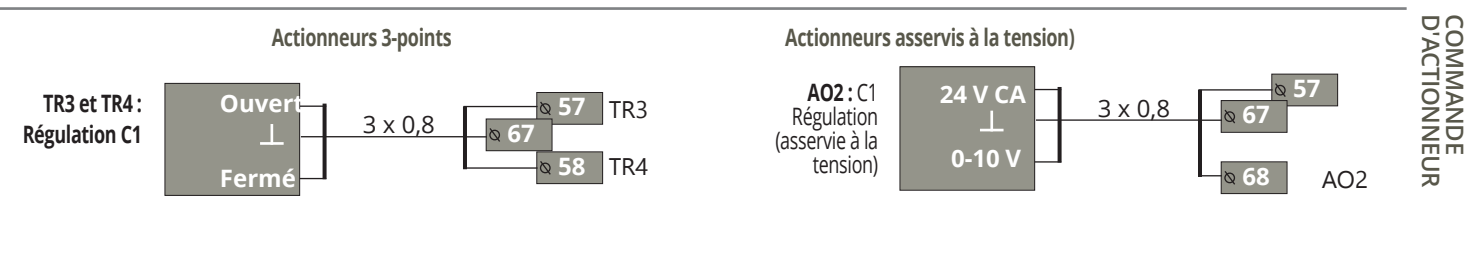 Actionneurs 3-points
TR3 et TR4 :
Régulation C1
Ouvert
⊥
Fermé
3 x 0,8
57
TR3
67
58
TR4
Actionneurs asservis à la tension)
AO2 : C1
Régulation
(asservie à la
tension)
24 V CA
⊥
0-10 V
3 x 0,8
57
67
68
AO2
COMMANDE
D'ACTIONNEUR